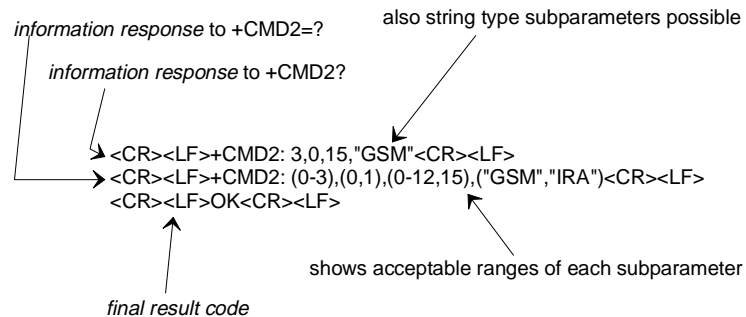 also string type subparameters possible
information response to +CMD2=?
information response to +CMD2?
<CR><LF>+CMD2: 3,0,15,"GSM"<CR><LF>
<CR><LF>+CMD2: (0-3),(0,1),(0-12,15),("GSM","IRA")<CR><LF>
<CR><LF>OK<CR><LF>
shows acceptable ranges of each subparameter
final result code